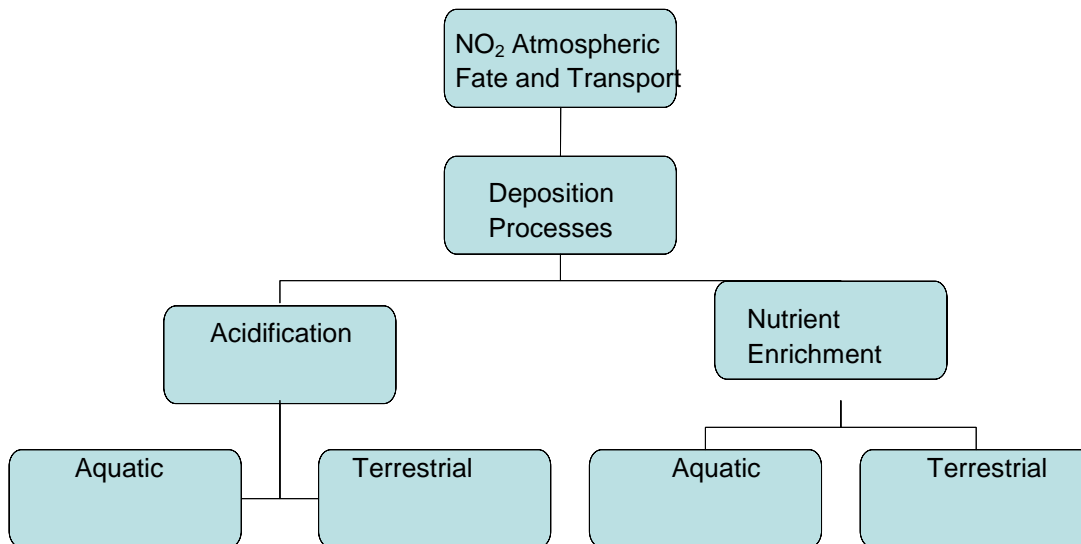 NO₂ Atmospheric
Fate and Transport
Deposition
Processes
Acidification
Nutrient
Enrichment
Aquatic
Terrestrial
Aquatic
Terrestrial